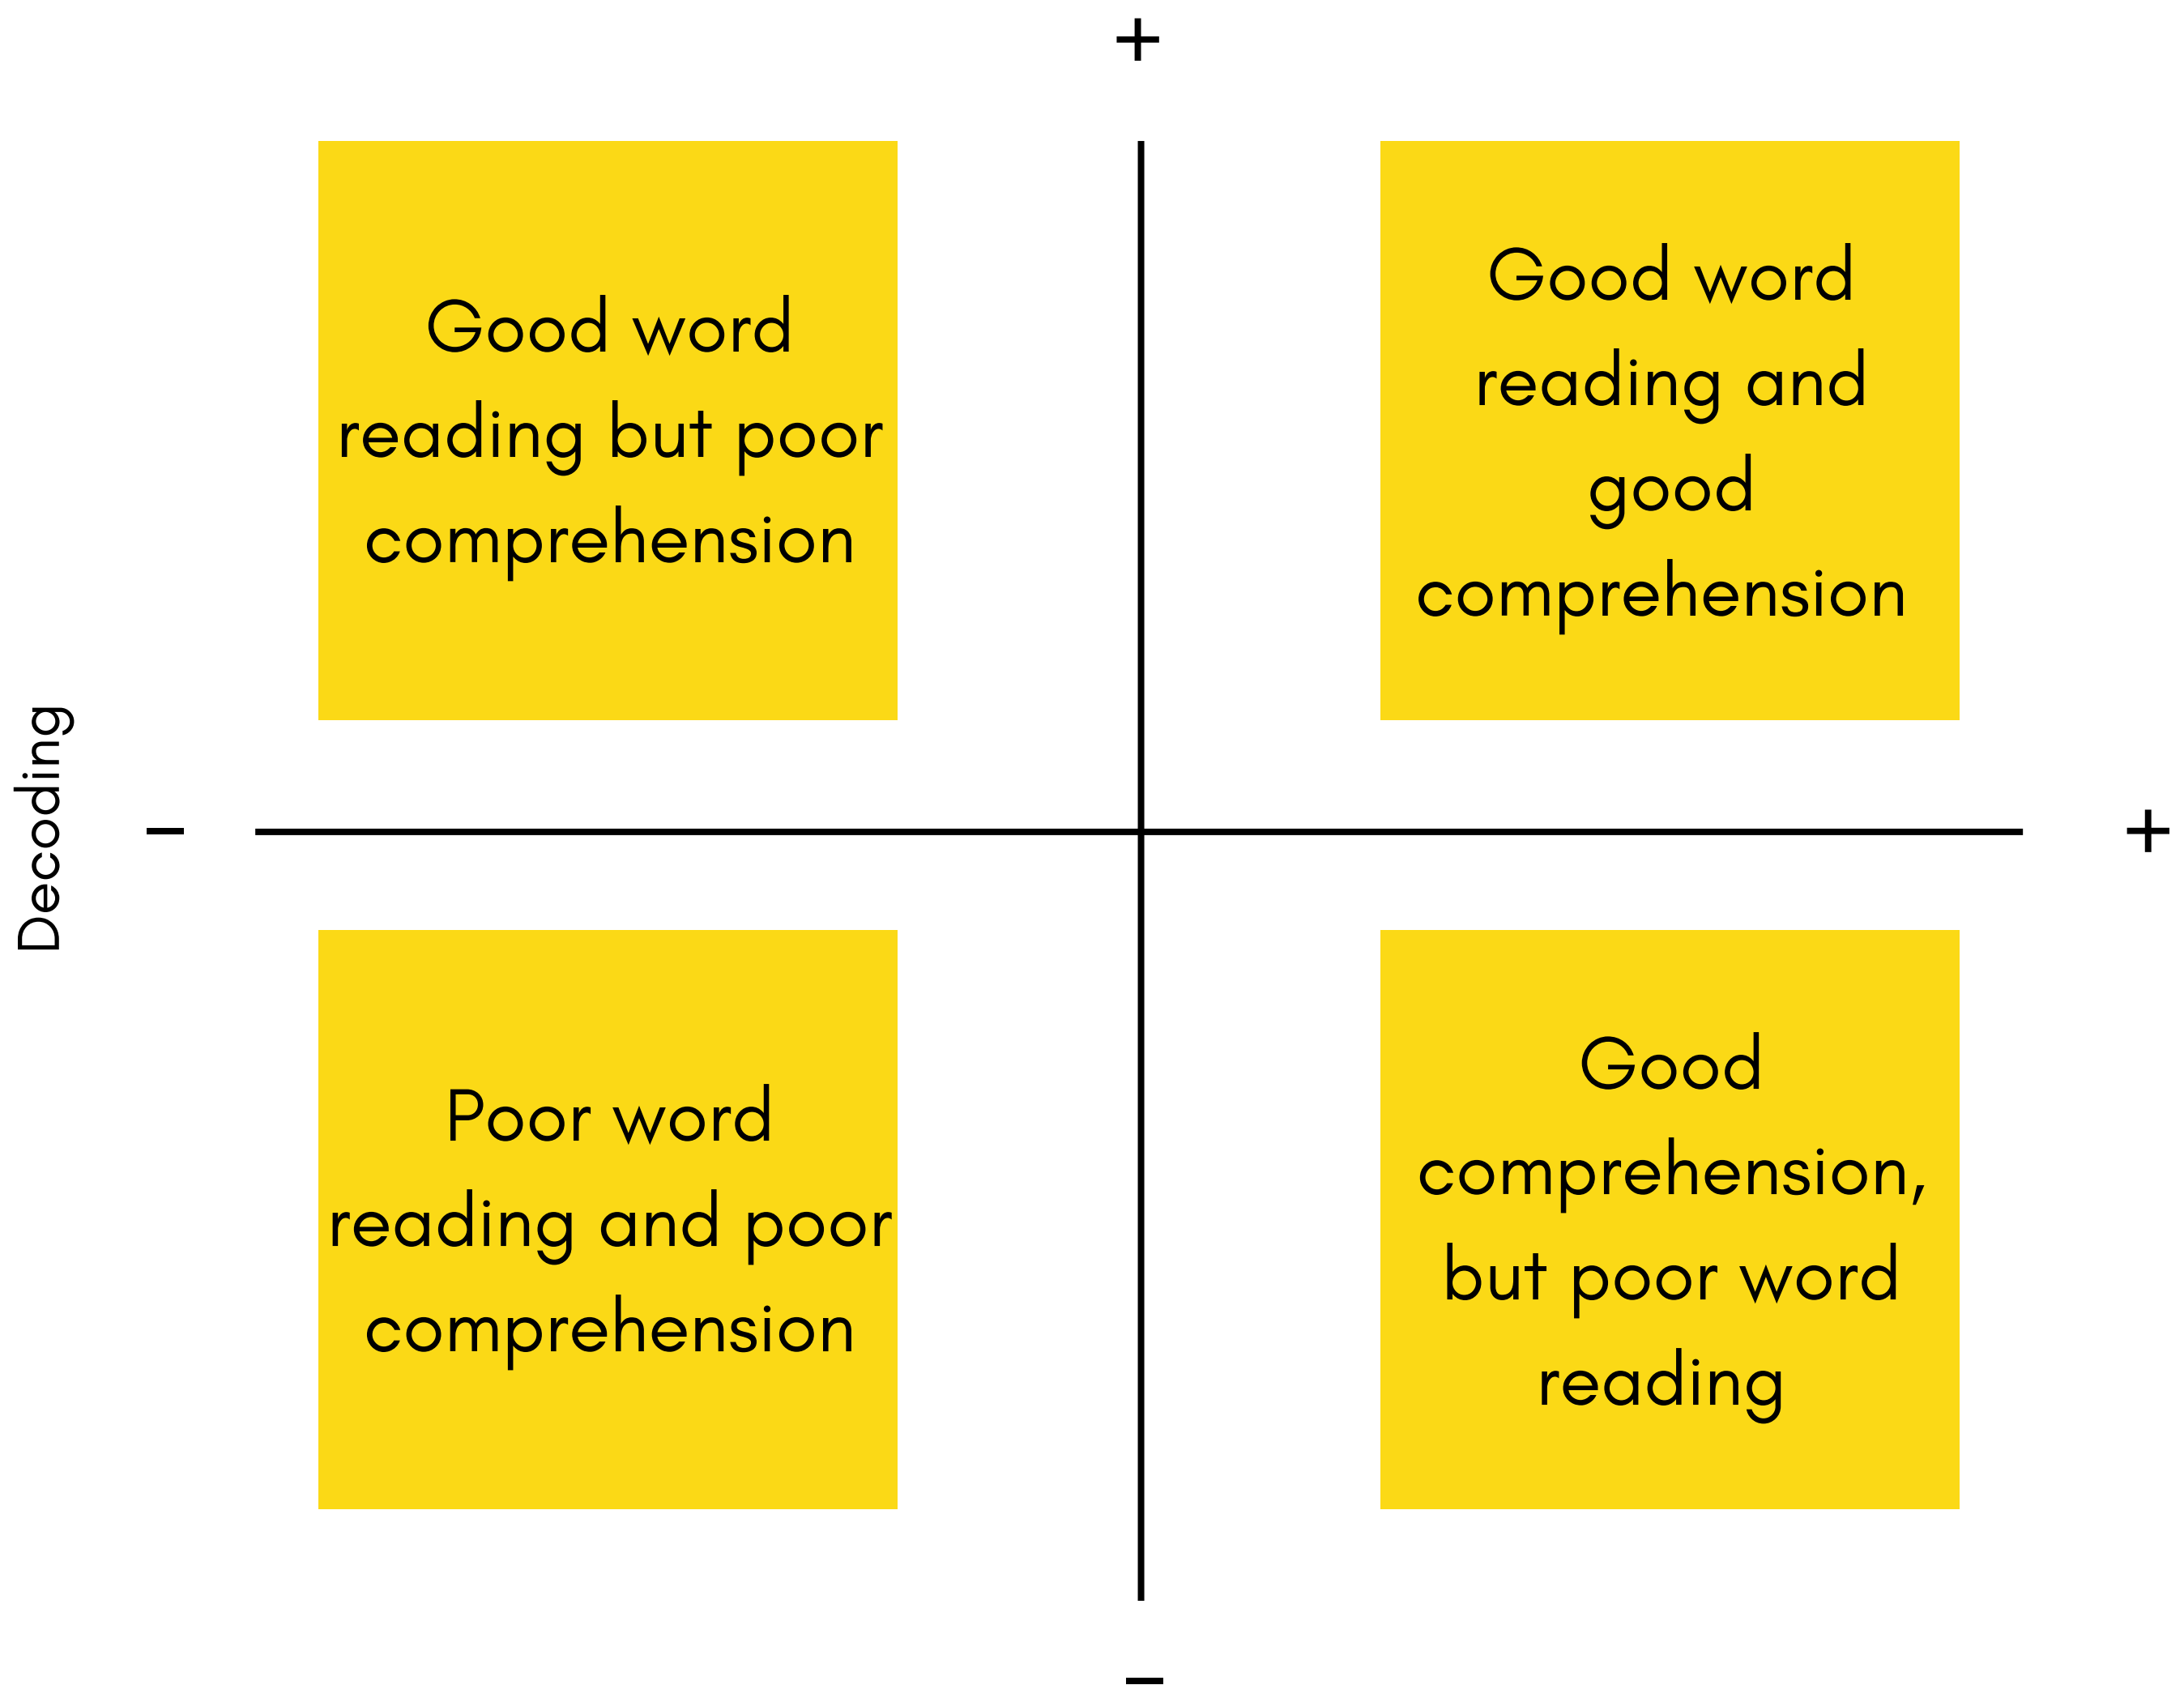 +
Good word
reading but poor
comprehension
Good word
reading and
good
comprehension
Decoding
–
+
Poor word
reading and poor
comprehension
Good
comprehension,
but poor word
reading
–